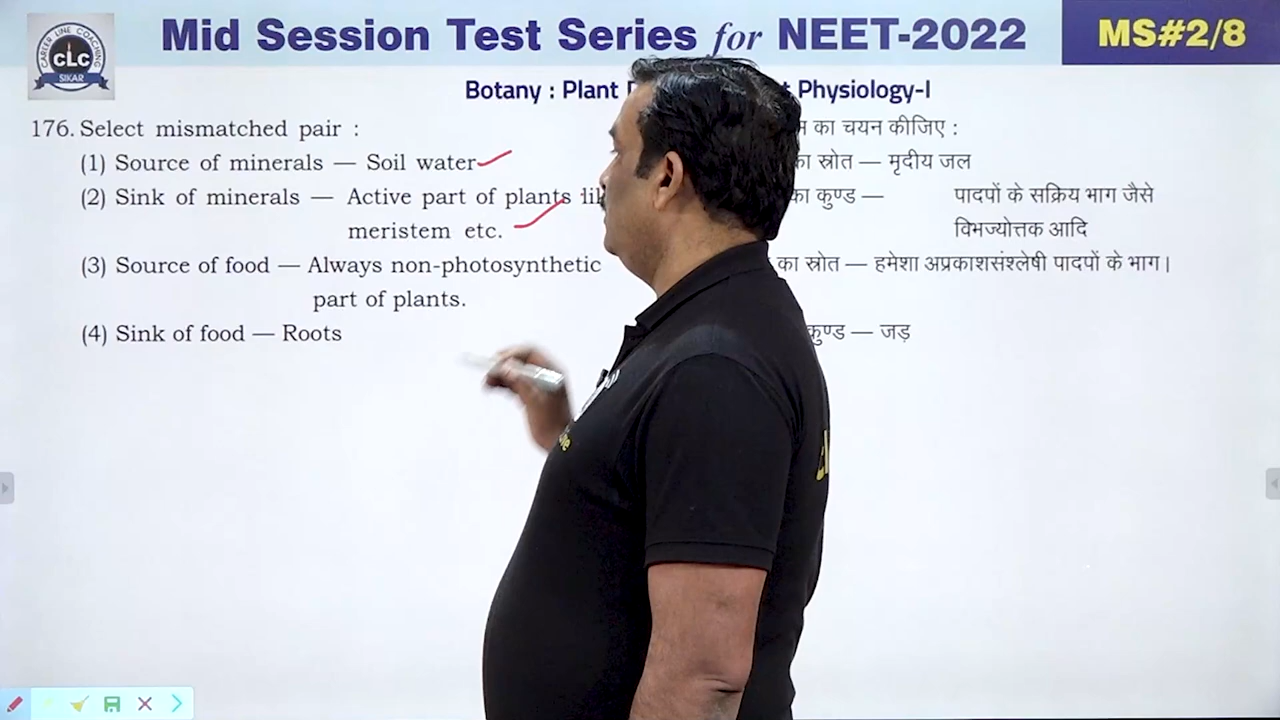 Mid Session Test Series for NEET-2022
MS#2/8
CAREER LINE COACHING
CLC
SIKAR
Botany : Plant Physiology-I
176. Select mismatched pair :
का चयन कीजिए :
(1) Source of minerals — Soil water
स्रोत — मृदीय जल
(2) Sink of minerals — Active part of plants
का कुण्ड — पादपों के सक्रिय भाग जैसे
meristem etc.
विभज्योत्तक आदि
(3) Source of food — Always non-photosynthetic
का स्रोत — हमेशा अप्रकाशसंश्लेषी पादपों के भाग।
part of plants.
(4) Sink of food — Roots
कुण्ड — जड़